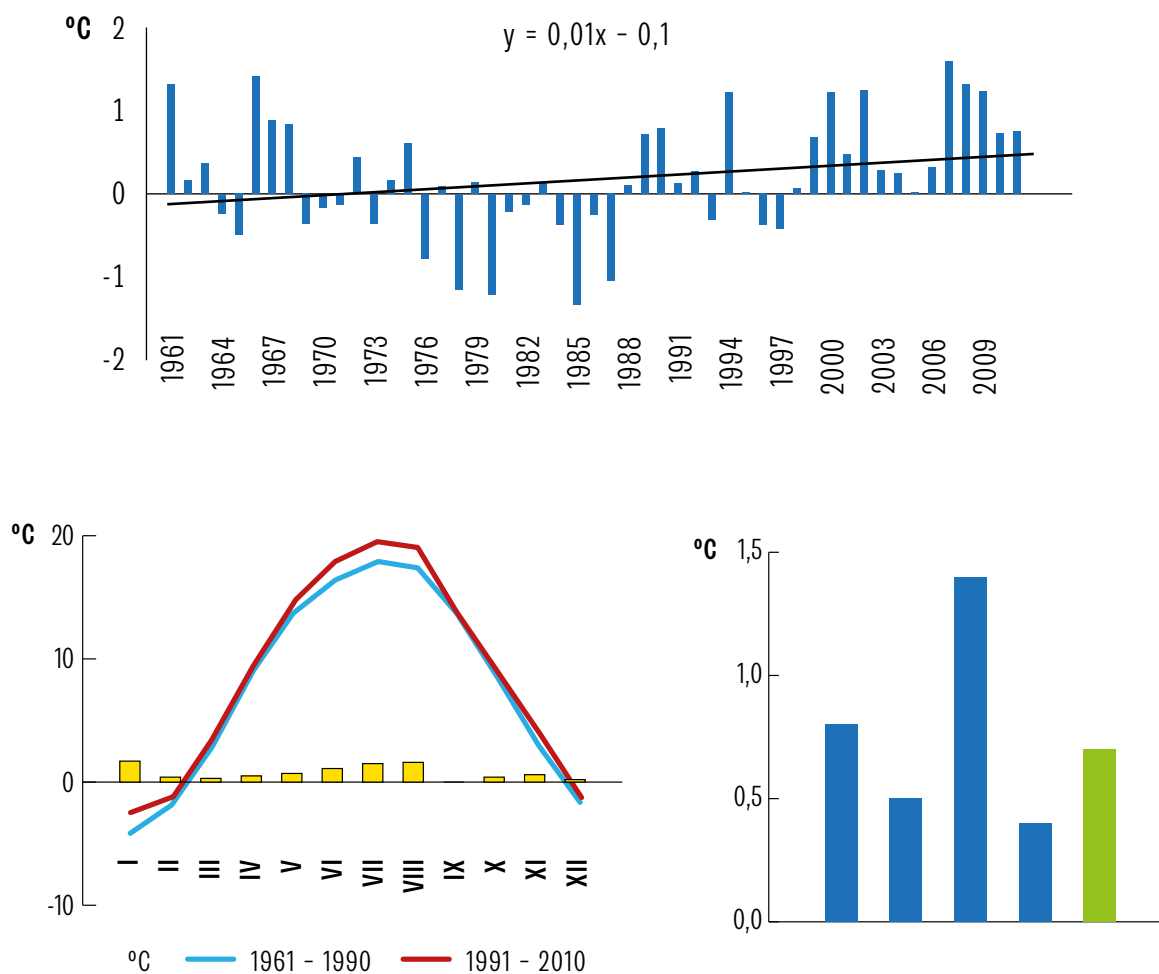 ºC 2
y = 0,01x – 0,1
1
0
-1
-2
1961 1964 1967 1970 1973 1976 1979 1982 1985 1988 1991 1994 1997 2000 2003 2006 2009
ºC 20
10
0
-10
I II III IV V VI VII VIII IX X XI XII
ºC 1961 – 1990 1991 – 2010
ºC 1,5
1,0
0,5
0,0